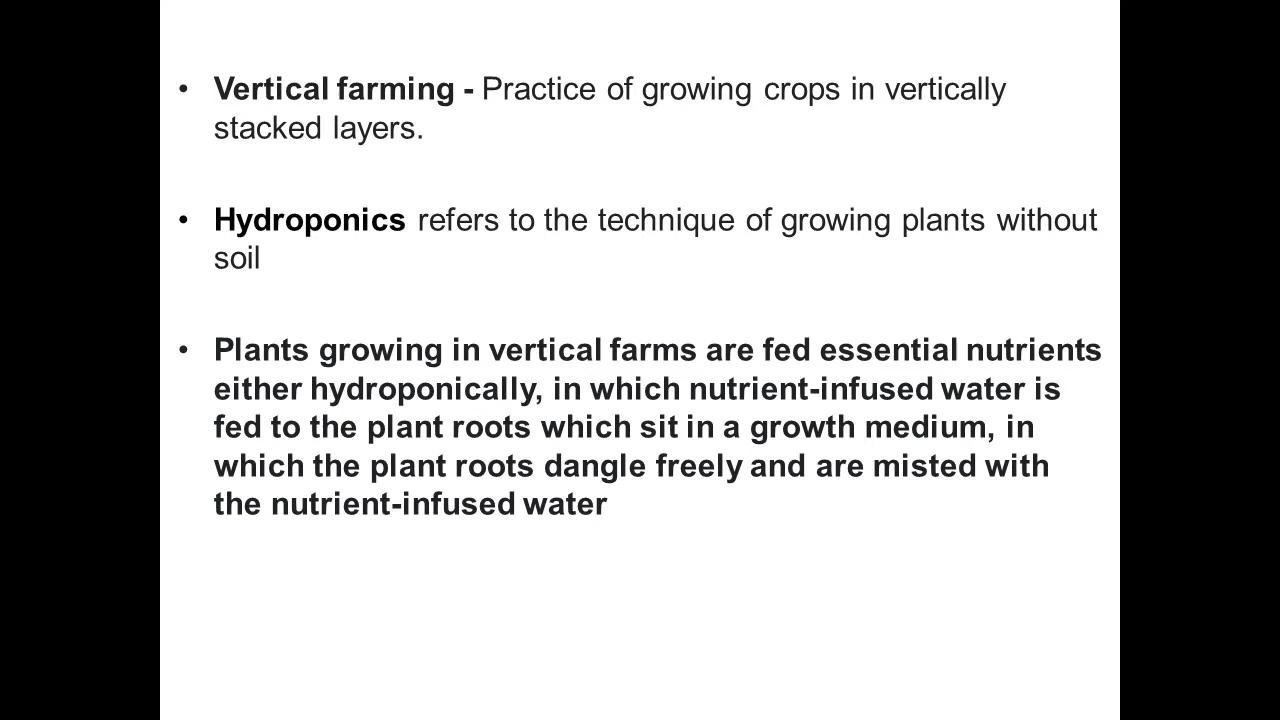 • Vertical farming - Practice of growing crops in vertically
stacked layers.
• Hydroponics refers to the technique of growing plants without
soil
• Plants growing in vertical farms are fed essential nutrients
either hydroponically, in which nutrient-infused water is
fed to the plant roots which sit in a growth medium, in
which the plant roots dangle freely and are misted with
the nutrient-infused water